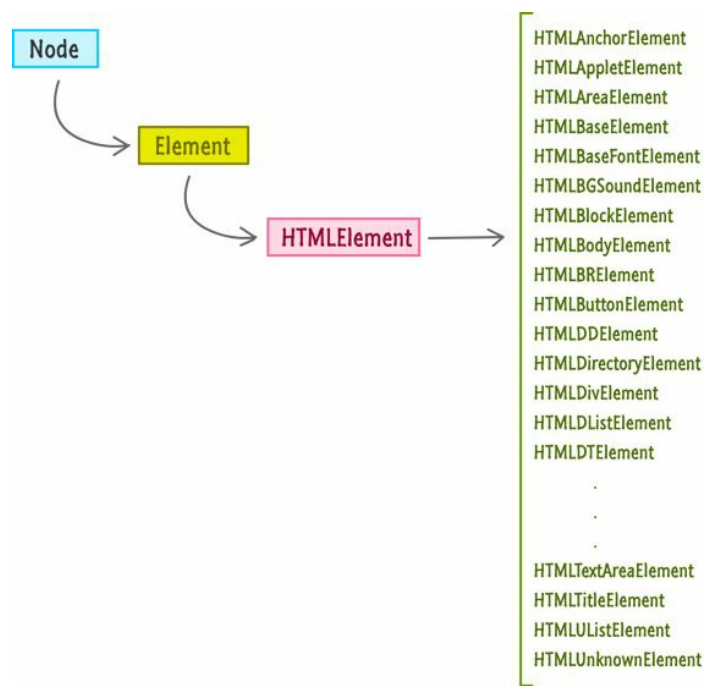 Node
Element
HTMLElement
HTMLAnchorElement
HTMLAppletElement
HTMLAreaElement
HTMLBaseElement
HTMLBaseFontElement
HTMLBGSoundElement
HTMLBlockElement
HTMLBodyElement
HTMLBRElement
HTMLButtonElement
HTMLDDElement
HTMLDirectoryElement
HTMLDivElement
HTMLDListElement
HTMLDTElement
.
.
.
HTMLTextAreaElement
HTMLTitleElement
HTMLUListElement
HTMLUnknownElement